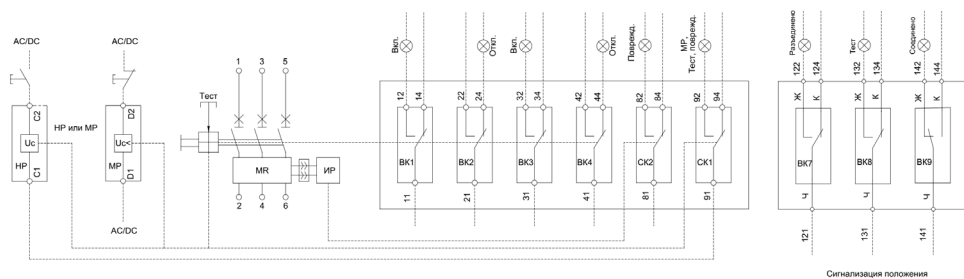 AC/DC
AC/DC
C2
Uc
НР
C1
НР или МР
D2
Uc<
МР
D1
AC/DC
Тест
1 3 5
MR
ИР
2 4 6
Вкл.
Откл.
Вкл.
Откл.
Поврежд.
МР,
Тест, поврежд.
12 14
22 24
32 34
42 44
82 84
92 94
ВК1
ВК2
ВК3
ВК4
СК2
СК1
11
21
31
41
81
91
Разъединено
Тест
Соединено
122 124
132 134
142 144
Ж К
Ж К
Ж К
ВК7
ВК8
ВК9
Ч
Ч
Ч
121
131
141
Сигнализация положения